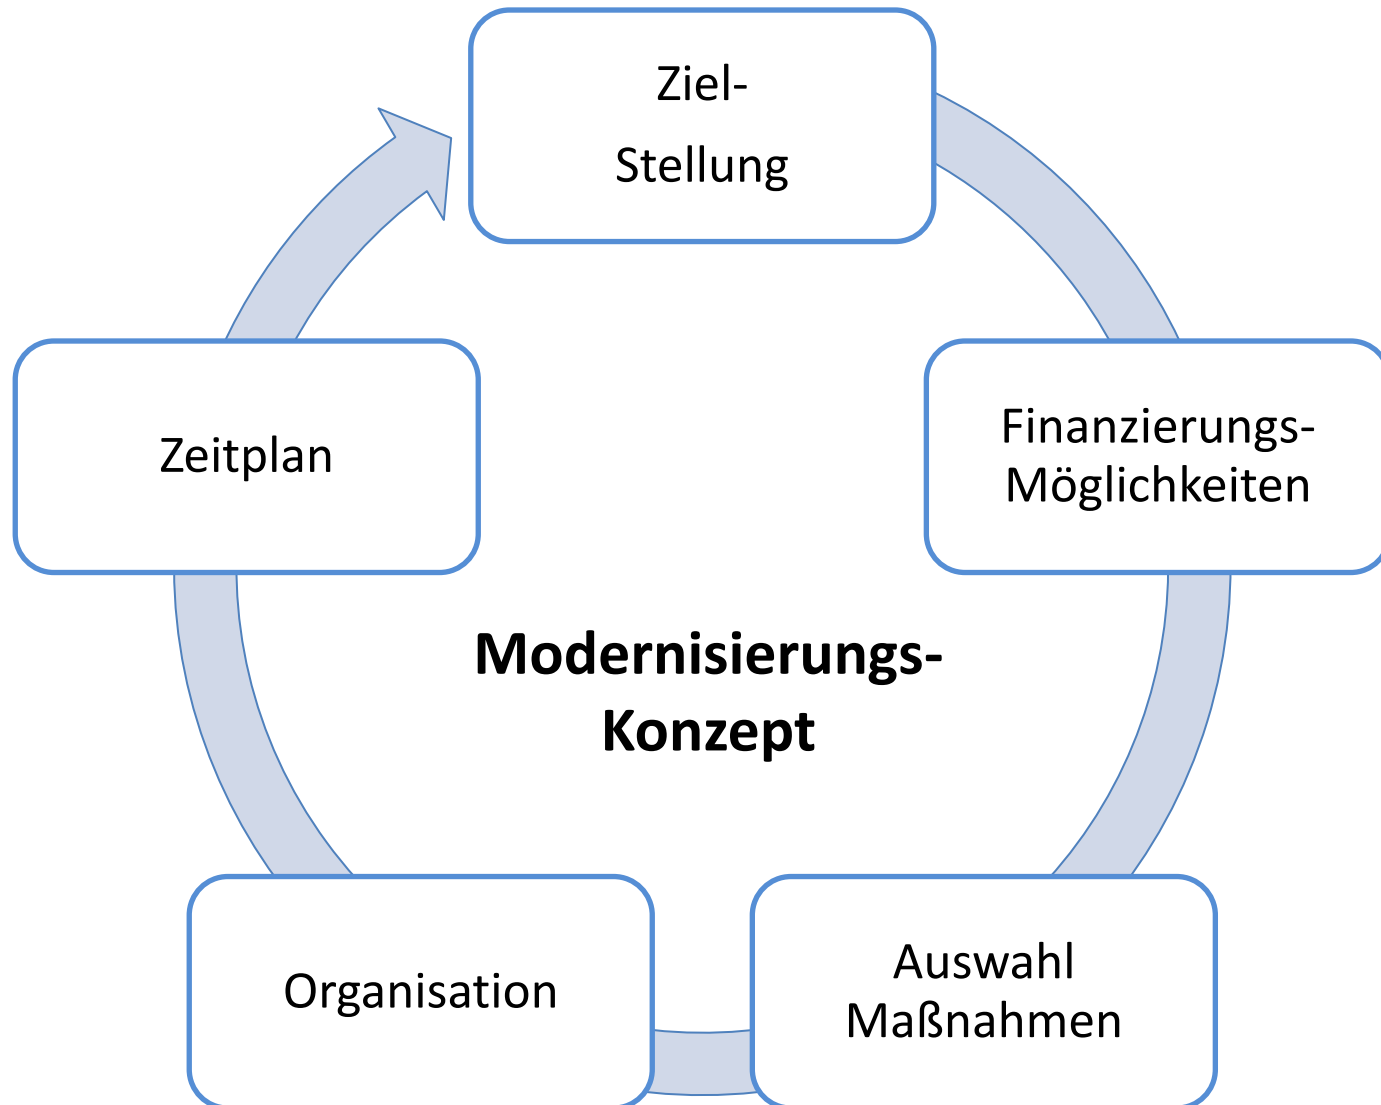 Ziel-
Stellung
Finanzierungs-
Möglichkeiten
Auswahl
Maßnahmen
Organisation
Zeitplan
Modernisierungs-
Konzept